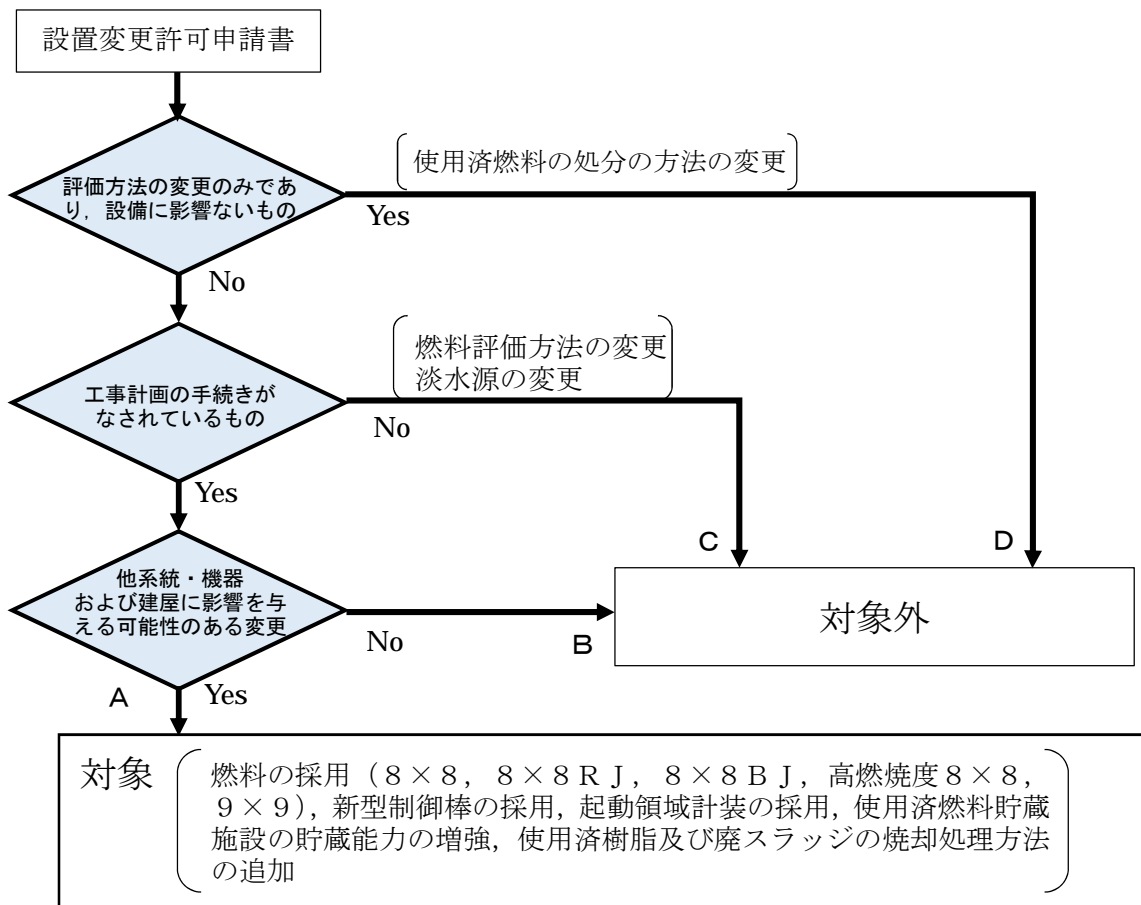 設置変更許可申請書
評価方法の変更のみであ
り，設備に影響ないもの
使用済燃料の処分の方法の変更
Yes
No
工事計画の手続きが
なされているもの
燃料評価方法の変更
淡水源の変更
No
Yes
他系統・機器
および建屋に影響を与
える可能性のある変更
No
B
C
D
対象外
A
Yes
対象
燃料の採用（８×８，８×８ＲＪ，８×８ＢＪ，高燃焼度８×８，
９×９），新型制御棒の採用，起動領域計装の採用，使用済燃料貯蔵
施設の貯蔵能力の増強，使用済樹脂及び廃スラッジの焼却処理方法
の追加